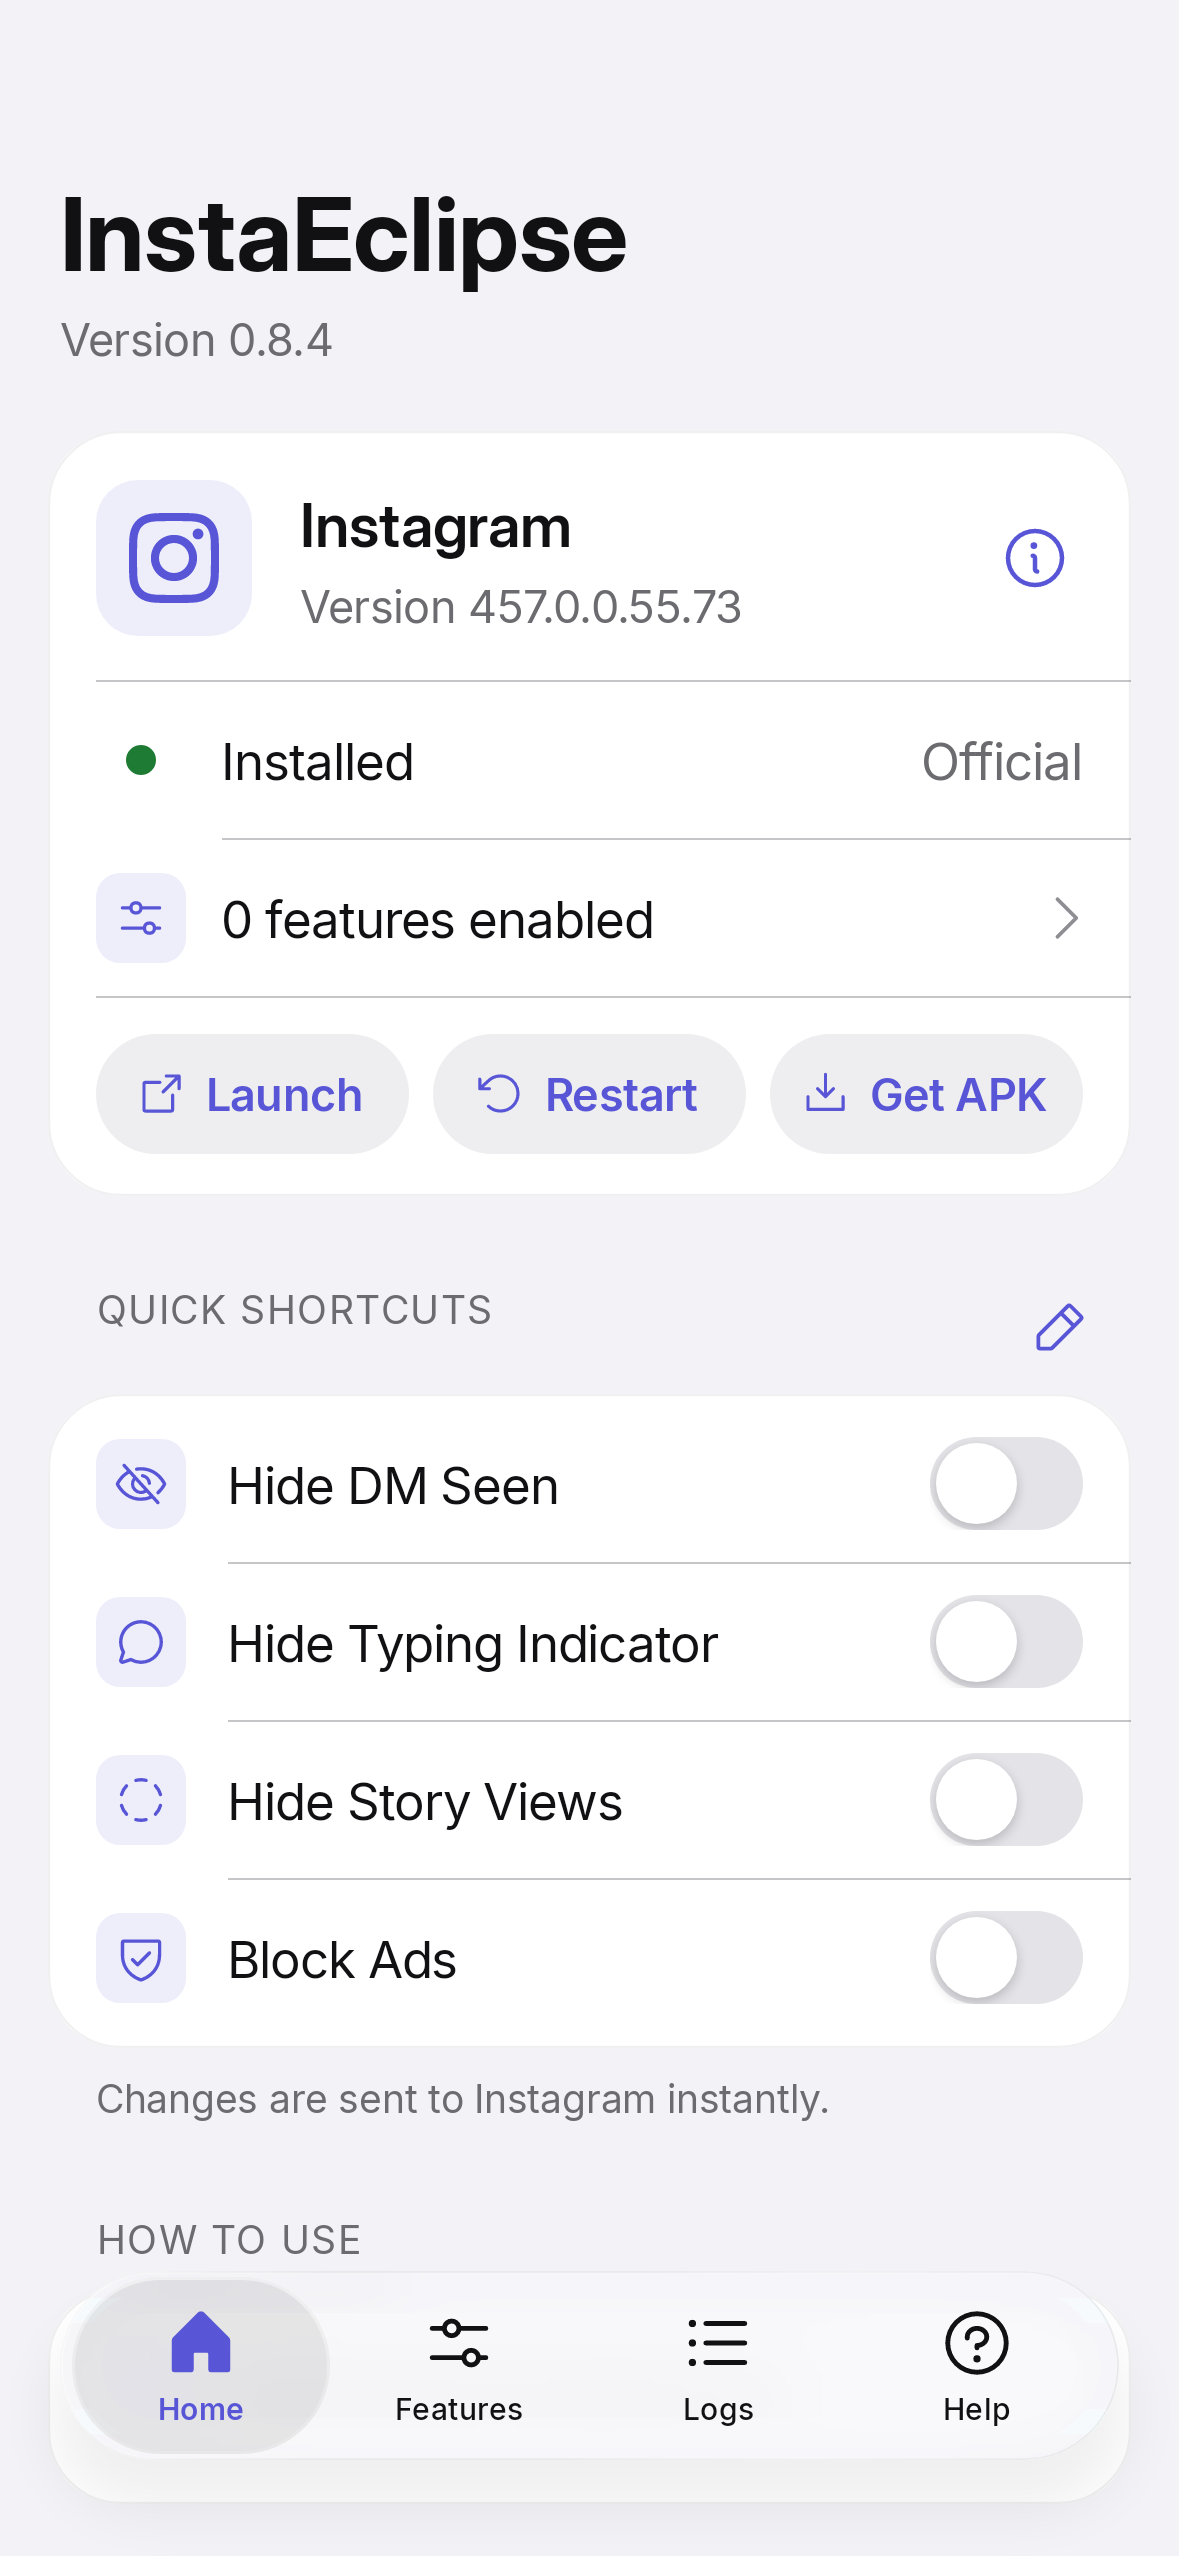 InstaEclipse
Version 0.8.4
Instagram
Version 457.0.0.55.73
Installed
Official
0 features enabled
Launch
Restart
Get APK
QUICK SHORTCUTS
Hide DM Seen
Hide Typing Indicator
Hide Story Views
Block Ads
Changes are sent to Instagram instantly.
HOW TO USE
Home
Features
Logs
Help